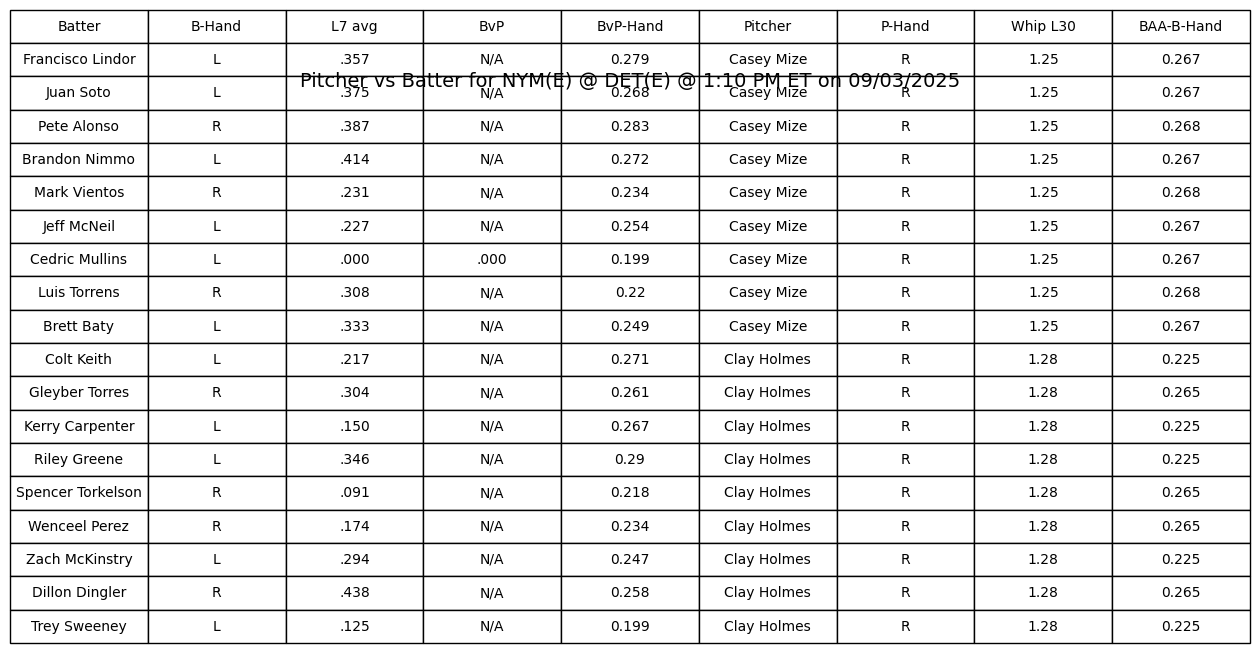 Batter B-Hand L7 avg BvP BvP-Hand Pitcher P-Hand Whip L30 BAA-B-Hand
Francisco Lindor L .357 N/A 0.279 Casey Mize R 1.25 0.267
Pitcher vs Batter for NYM(E) @ DET(E) @ 1:10 PM ET on 09/03/2025
Juan Soto L .375 N/A 0.268 Casey Mize R 1.25 0.267
Pete Alonso R .387 N/A 0.283 Casey Mize R 1.25 0.268
Brandon Nimmo L .414 N/A 0.272 Casey Mize R 1.25 0.267
Mark Vientos R .231 N/A 0.234 Casey Mize R 1.25 0.268
Jeff McNeil L .227 N/A 0.254 Casey Mize R 1.25 0.267
Cedric Mullins L .000 .000 0.199 Casey Mize R 1.25 0.267
Luis Torrens R .308 N/A 0.22 Casey Mize R 1.25 0.268
Brett Baty L .333 N/A 0.249 Casey Mize R 1.25 0.267
Colt Keith L .217 N/A 0.271 Clay Holmes R 1.28 0.225
Gleyber Torres R .304 N/A 0.261 Clay Holmes R 1.28 0.265
Kerry Carpenter L .150 N/A 0.267 Clay Holmes R 1.28 0.225
Riley Greene L .346 N/A 0.29 Clay Holmes R 1.28 0.225
Spencer Torkelson R .091 N/A 0.218 Clay Holmes R 1.28 0.265
Wenceel Perez R .174 N/A 0.234 Clay Holmes R 1.28 0.265
Zach McKinstry L .294 N/A 0.247 Clay Holmes R 1.28 0.225
Dillon Dingler R .438 N/A 0.258 Clay Holmes R 1.28 0.265
Trey Sweeney L .125 N/A 0.199 Clay Holmes R 1.28 0.225